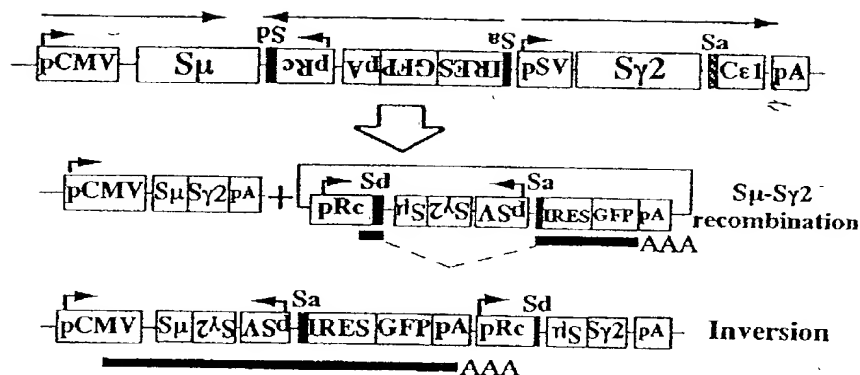 Sd Sa Sa
pCMV Sμ pRc pA GFP IRES pSV Sγ2 Cε1 pA
Sd Sa
pCMV Sμ Sγ2 pA + pRc Sμ Sγ2 pSV IRES GFP pA Sμ-Sγ2
recombination
AAA
Sa Sd
pCMV Sμ Sγ2 pSV IRES GFP pA pRc Sμ Sγ2 pA Inversion
AAA